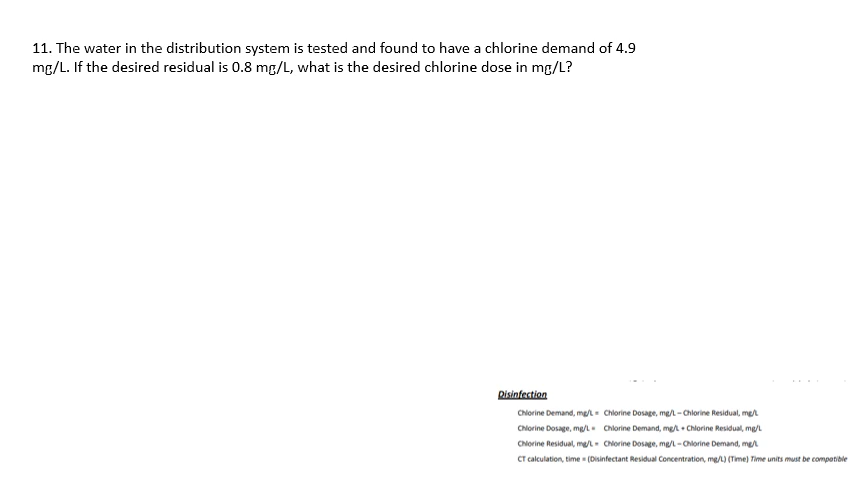 11. The water in the distribution system is tested and found to have a chlorine demand of 4.9
mg/L. If the desired residual is 0.8 mg/L, what is the desired chlorine dose in mg/L?
Disinfection
Chlorine Demand, mg/L = Chlorine Dosage, mg/L – Chlorine Residual, mg/L
Chlorine Dosage, mg/L = Chlorine Demand, mg/L + Chlorine Residual, mg/L
Chlorine Residual, mg/L = Chlorine Dosage, mg/L – Chlorine Demand, mg/L
CT calculation, time = (Disinfectant Residual Concentration, mg/L) (Time) Time units must be compatible